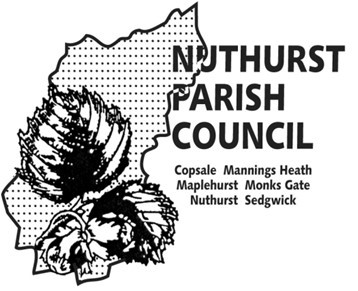 NUTHURST
PARISH
COUNCIL
Copsale Mannings Heath
Maplehurst Monks Gate
Nuthurst Sedgwick